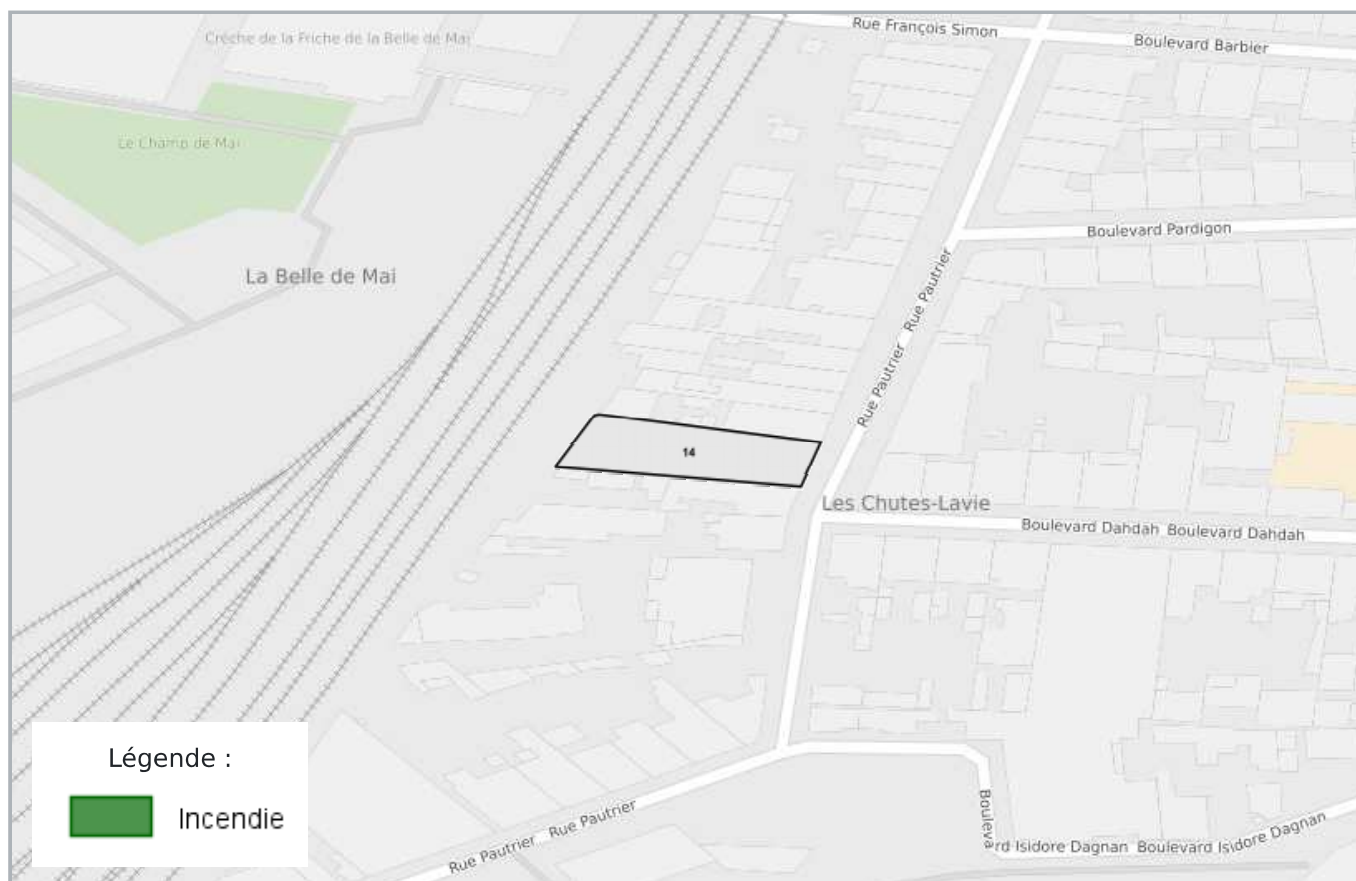 Crèche de la Friche de la Belle de Mai
Rue François Simon
Boulevard Barbier
Le Champ de Mai
Boulevard Pardigon
La Belle de Mai
Rue Pautrier
Rue Pautrier
14
Les Chutes-Lavie
Boulevard Dahdah Boulevard Dahdah
Légende :
Incendie
Rue Pautrier Rue Pautrier
Boulevard Isidore Dagnan Boulevard Isidore Dagnan